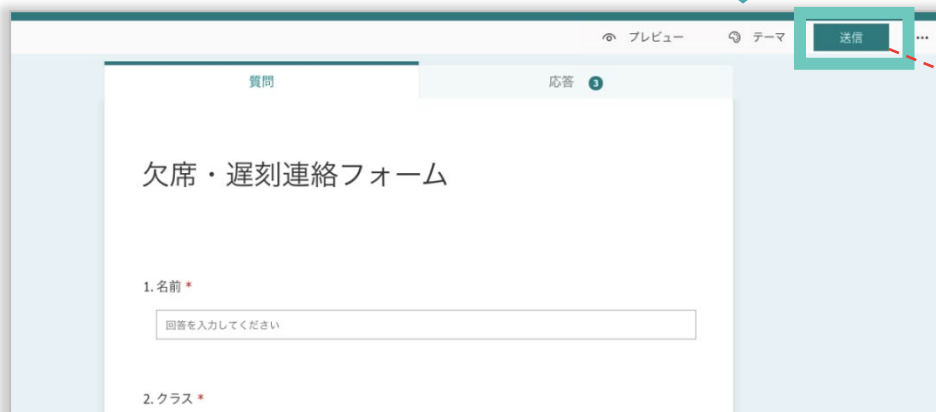 プレビュー テーマ 送信 …
質問 応答 3
欠席・遅刻連絡フォーム
1. 名前 *
回答を入力してください
2. クラス *